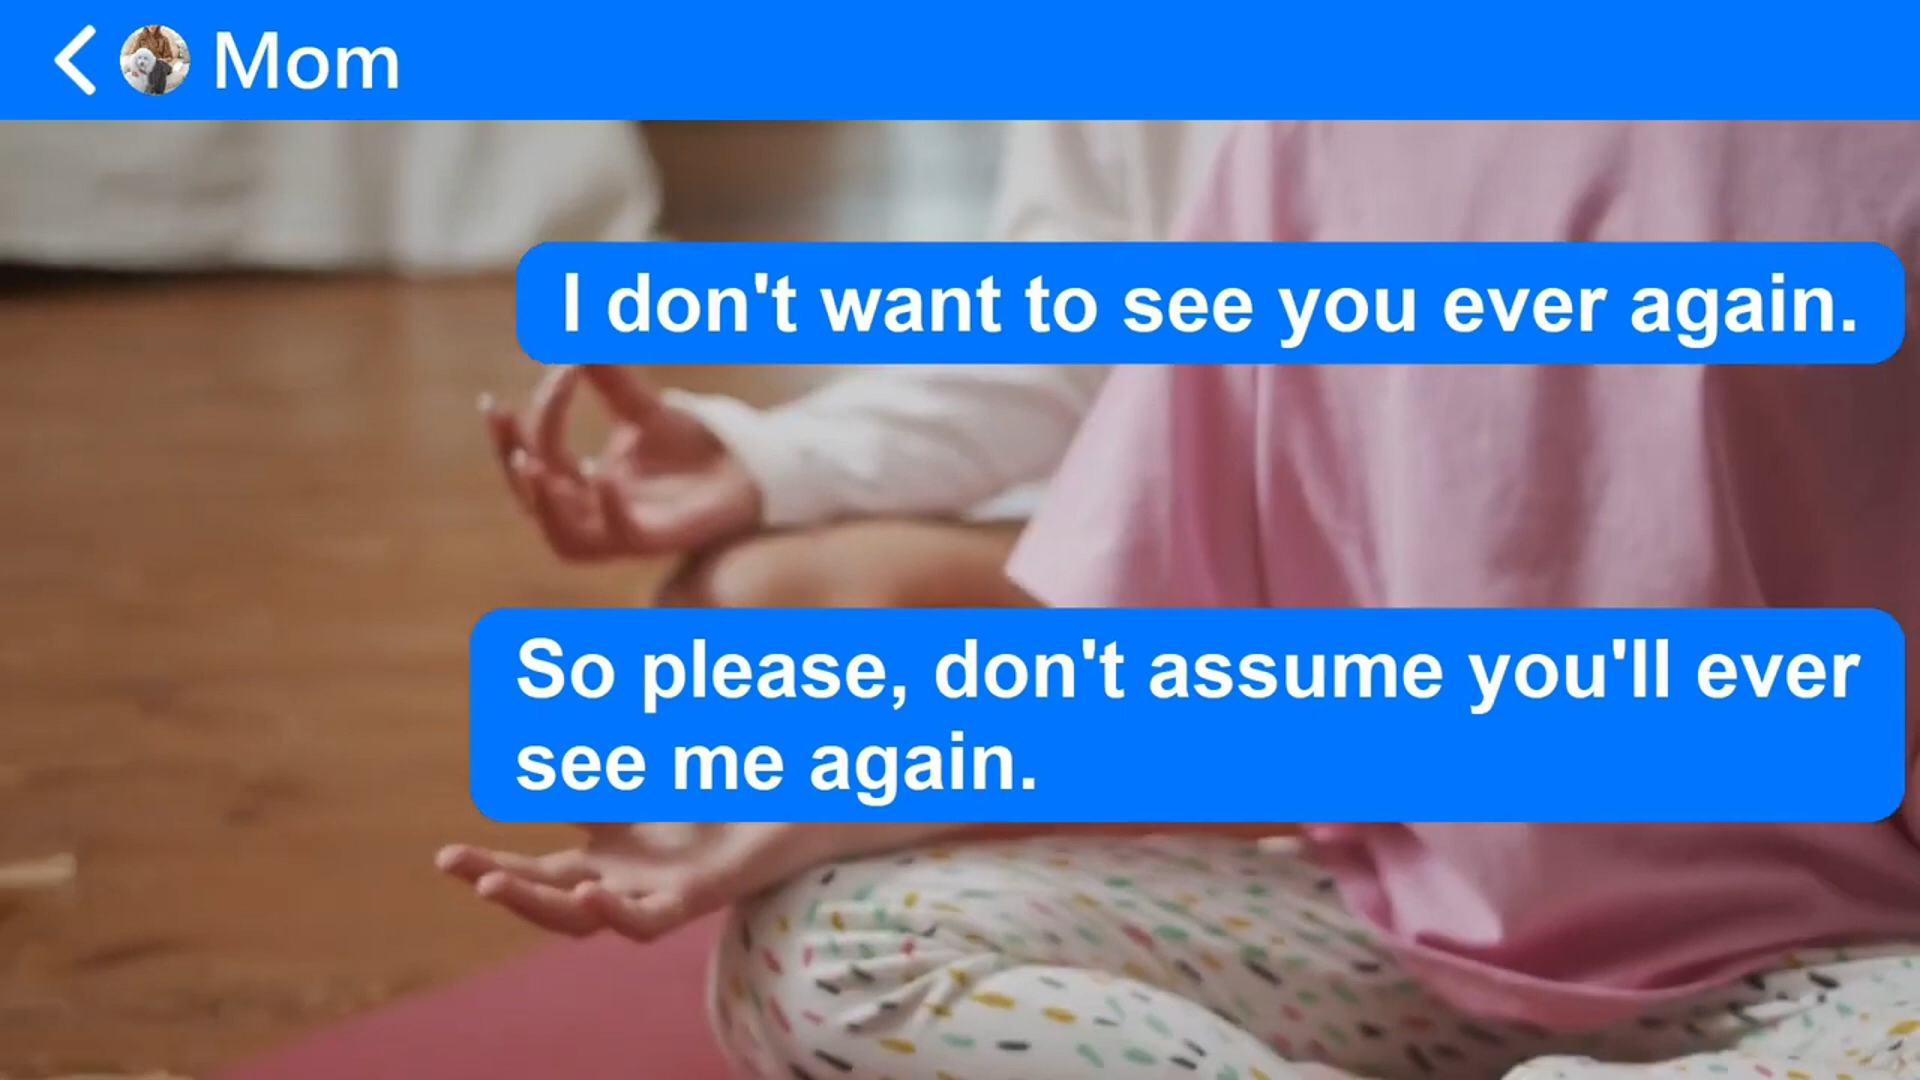 Mom
I don't want to see you ever again.
So please, don't assume you'll ever
see me again.